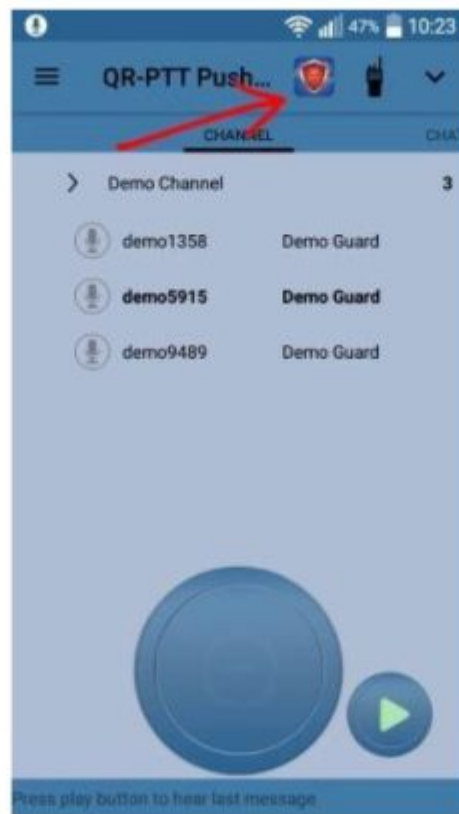 47% 10:23
QR-PTT Push...
CHANNEL CHAT
Demo Channel 3
demo1358 Demo Guard
demo5915 Demo Guard
demo9489 Demo Guard
Press play button to hear last message